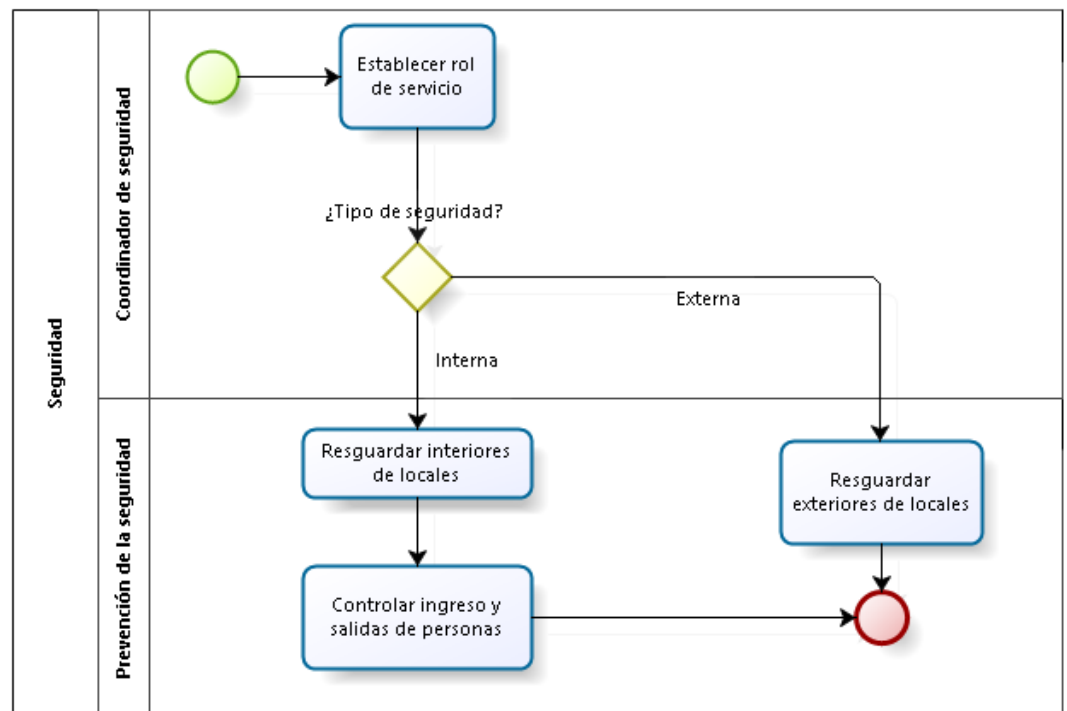 Seguridad
Coordinador de seguridad
Establecer rol
de servicio
¿Tipo de seguridad?
Externa
Interna
Prevención de la seguridad
Resguardar interiores
de locales
Resguardar
exteriores de locales
Controlar ingreso y
salidas de personas